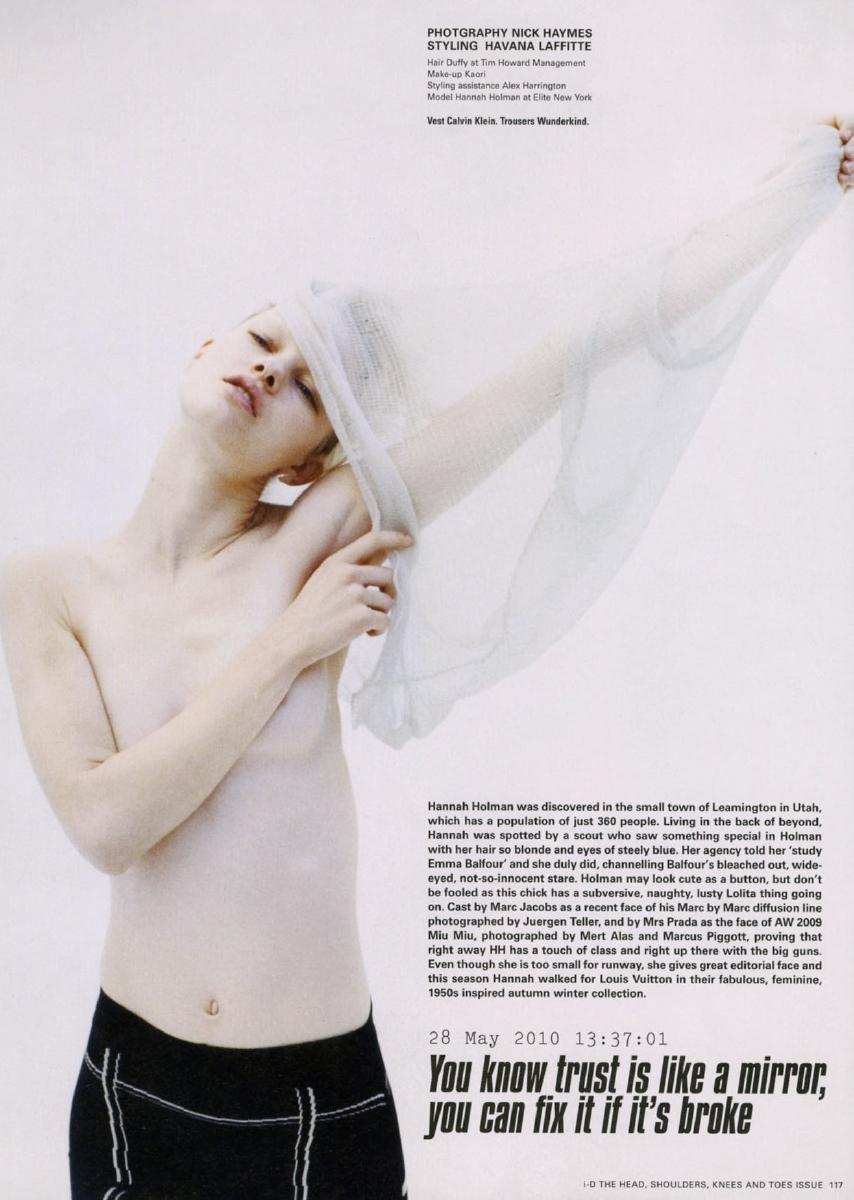 PHOTGRAPHY NICK HAYMES
STYLING HAVANA LAFFITTE
Hair Duffy at Tim Howard Management
Make-up Kaori
Styling assistance Alex Harrington
Model Hannah Holman at Elite New York
Vest Calvin Klein. Trousers Wunderkind.
Hannah Holman was discovered in the small town of Leamington in Utah,
which has a population of just 360 people. Living in the back of beyond,
Hannah was spotted by a scout who saw something special in Holman
with her hair so blonde and eyes of steely blue. Her agency told her ‘study
Emma Balfour’ and she duly did, channelling Balfour’s bleached out, wide-
eyed, not-so-innocent stare. Holman may look cute as a button, but don’t
be fooled as this chick has a subversive, naughty, lusty Lolita thing going
on. Cast by Marc Jacobs as a recent face of his Marc by Marc diffusion line
photographed by Juergen Teller, and by Mrs Prada as the face of AW 2009
Miu Miu, photographed by Mert Alas and Marcus Piggott, proving that
right away HH has a touch of class and right up there with the big guns.
Even though she is too small for runway, she gives great editorial face and
this season Hannah walked for Louis Vuitton in their fabulous, feminine,
1950s inspired autumn winter collection.
28 May 2010 13:37:01
You know trust is like a mirror,
you can fix it if it’s broke
i-D THE HEAD, SHOULDERS, KNEES AND TOES ISSUE 117